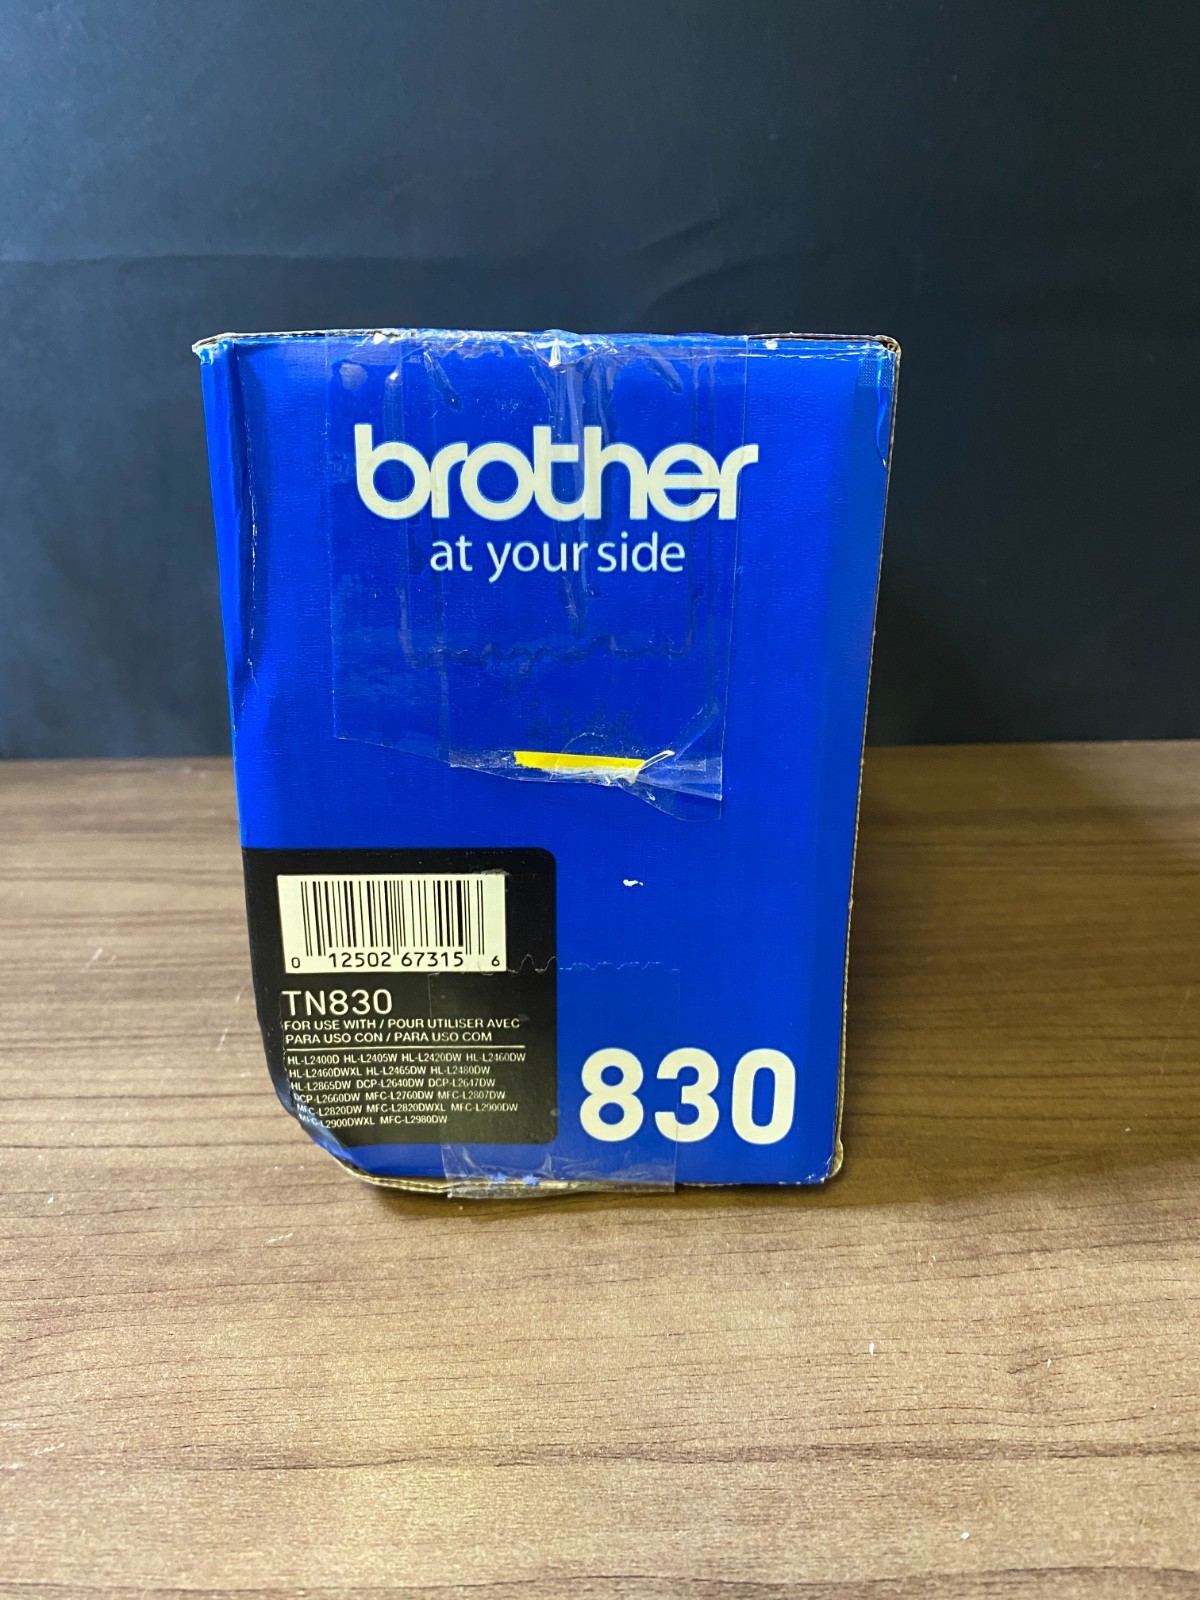 brother
at your side
0 12502 67315 6
TN830
FOR USE WITH / POUR UTILISER AVEC
PARA USO CON / PARA USO COM
HL-L2400D HL-L2405W HL-L2420DW HL-L2460DW
HL-L2460DWXL HL-L2465DW HL-L2480DW
HL-L2865DW DCP-L2640DW DCP-L2647DW
DCP-L2660DW MFC-L2760DW MFC-L2807DW
MFC-L2820DW MFC-L2820DWXL MFC-L2900DW
MFC-L2900DWXL MFC-L2980DW
830